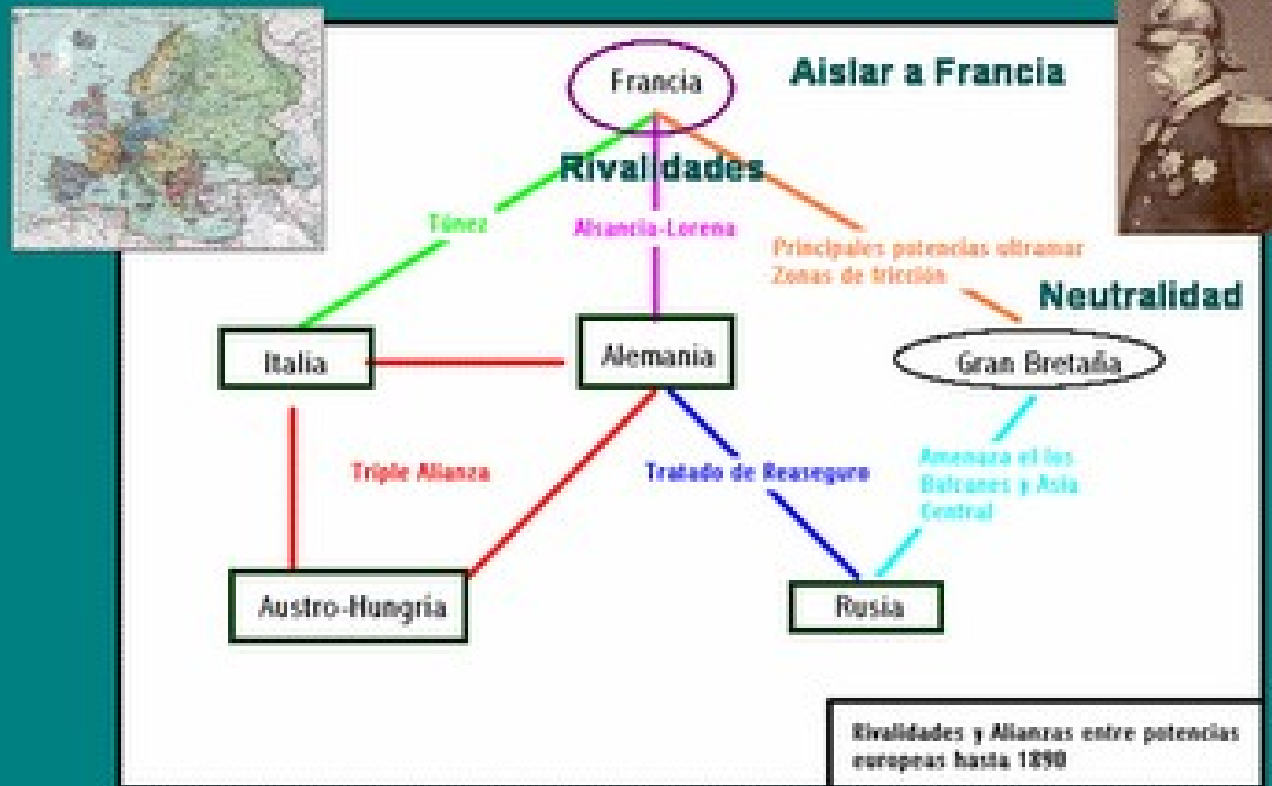 Francia
Aislar a Francia
Rivalidades
Túnez
Alsancia-Lorena
Principales potencias ultramar
Zonas de fricción
Neutralidad
Italia
Alemania
Gran Bretaña
Triple Alianza
Tratado de Reaseguro
Amenaza el los
Balcanes y Asia
Central
Austro-Hungría
Rusia
Rivalidades y Alianzas entre potencias
europeas hasta 1890